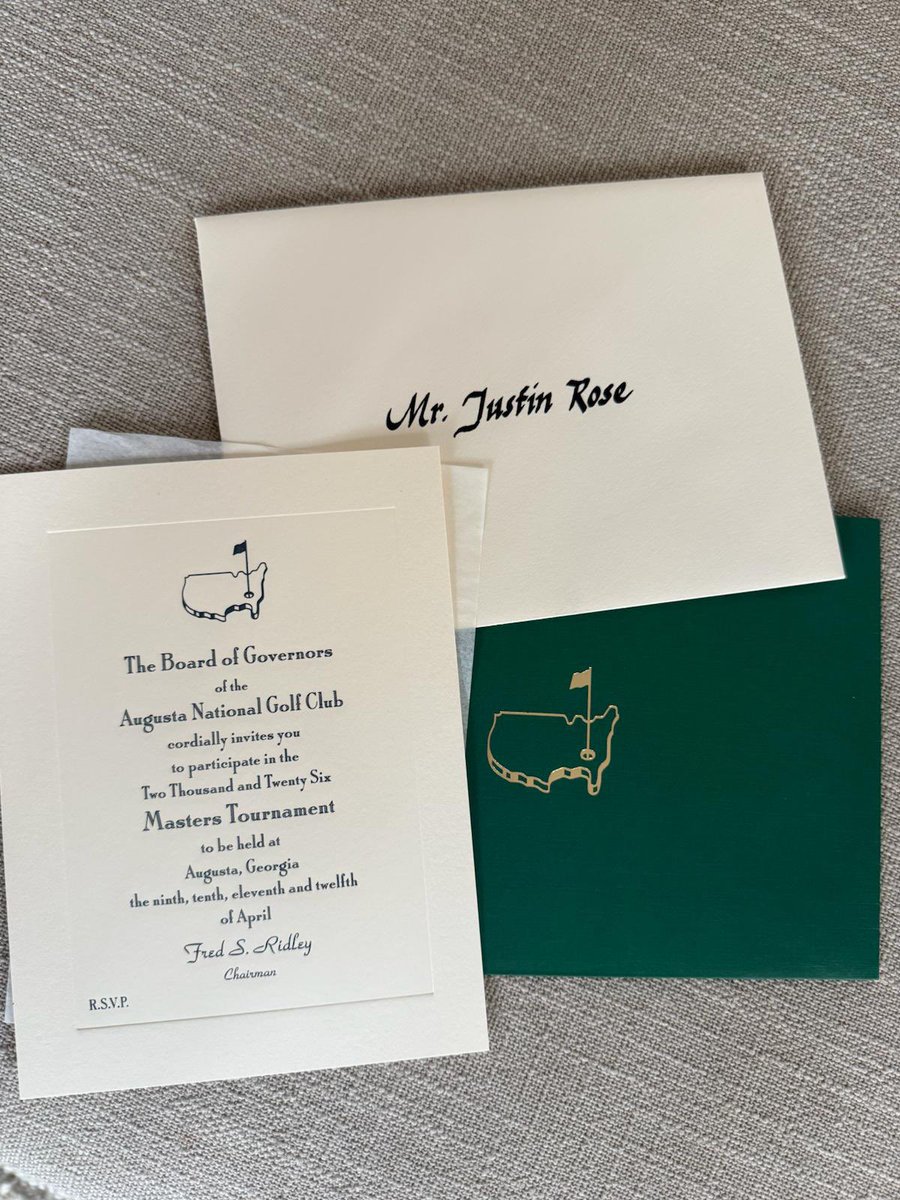 Mr. Justin Rose
The Board of Governors
of the
Augusta National Golf Club
cordially invites you
to participate in the
Two Thousand and Twenty Six
Masters Tournament
to be held at
Augusta, Georgia
the ninth, tenth, eleventh and twelfth
of April
Fred S. Ridley
Chairman
R.S.V.P.